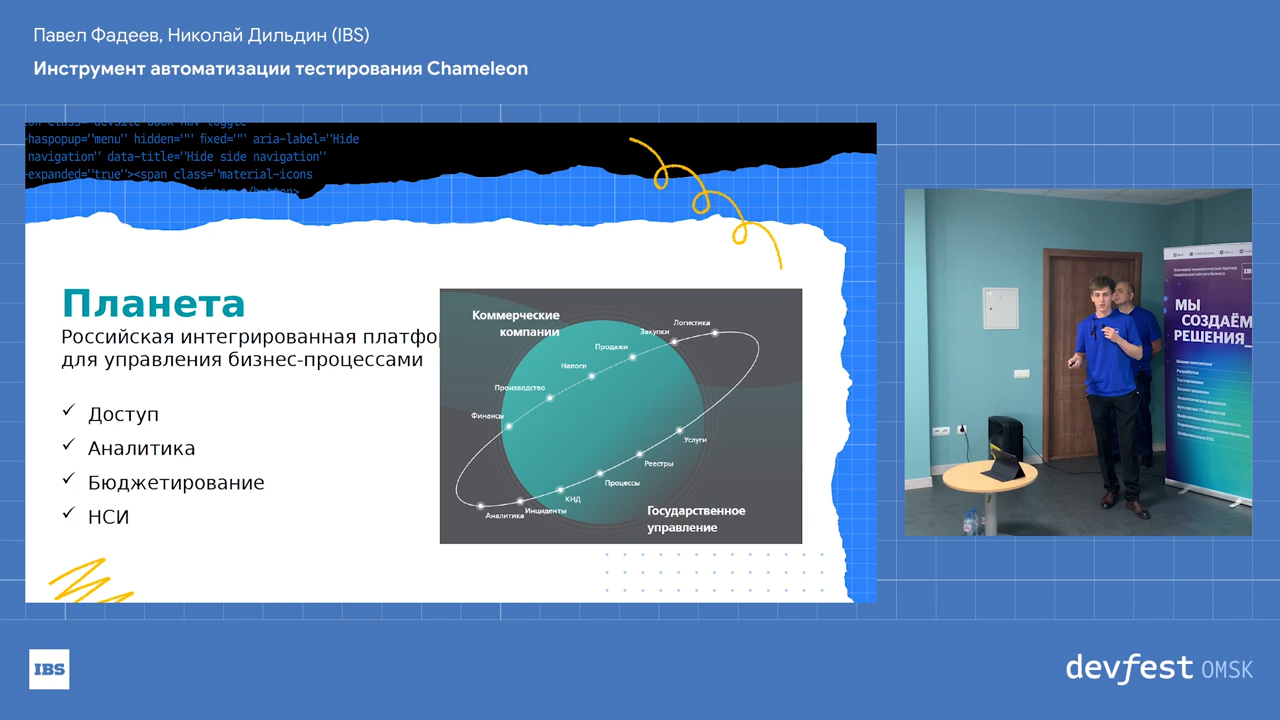 Павел Фадеев, Николай Дильдин (IBS)
Инструмент автоматизации тестирования Chameleon
-haspopup="menu" hidden="" fixed="" aria-label="Hide
navigation" data-title="Hide side navigation"
-expanded="true"><span class="material-icons
Планета
Российская интегрированная платфор
для управления бизнес-процессами
Доступ
Аналитика
Бюджетирование
НСИ
Коммерческие
компании
Логистика
Закупки
Продажи
Налоги
Производство
Финансы
Услуги
Реестры
Процессы
КНД
Инциденты
Аналитика
Государственное
управление
МЫ
СОЗДАЁМ
РЕШЕНИЯ_
IBS
devfest OMSK